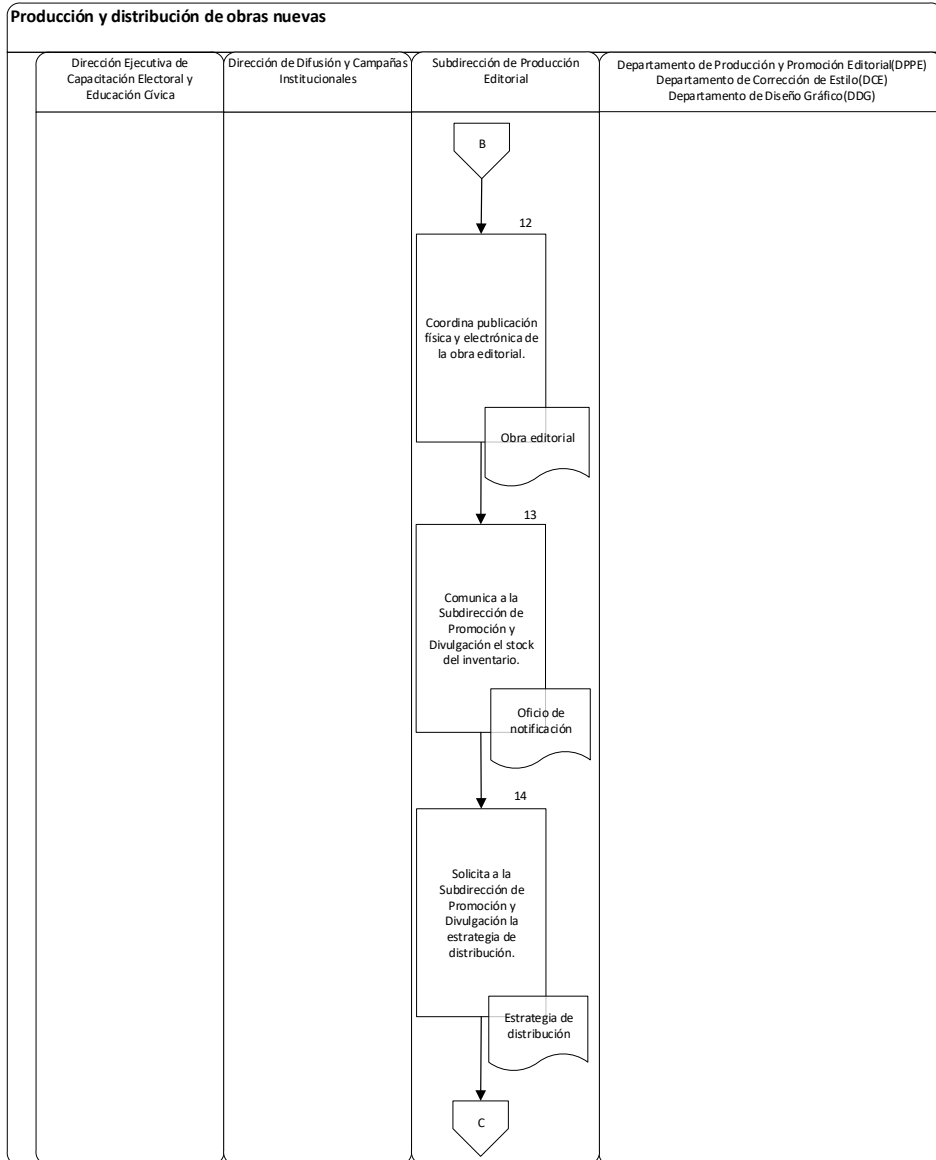 Producción y distribución de obras nuevas
Dirección Ejecutiva de
Capacitación Electoral y
Educación Cívica
Dirección de Difusión y Campañas
Institucionales
Subdirección de Producción
Editorial
Departamento de Producción y Promoción Editorial(DPPE)
Departamento de Corrección de Estilo(DCE)
Departamento de Diseño Gráfico(DDG)
B
12
Coordina publicación
física y electrónica de
la obra editorial.
Obra editorial
13
Comunica a la
Subdirección de
Promoción y
Divulgación el stock
del inventario.
Oficio de
notificación
14
Solicita a la
Subdirección de
Promoción y
Divulgación la
estrategia de
distribución.
Estrategia de
distribución
C